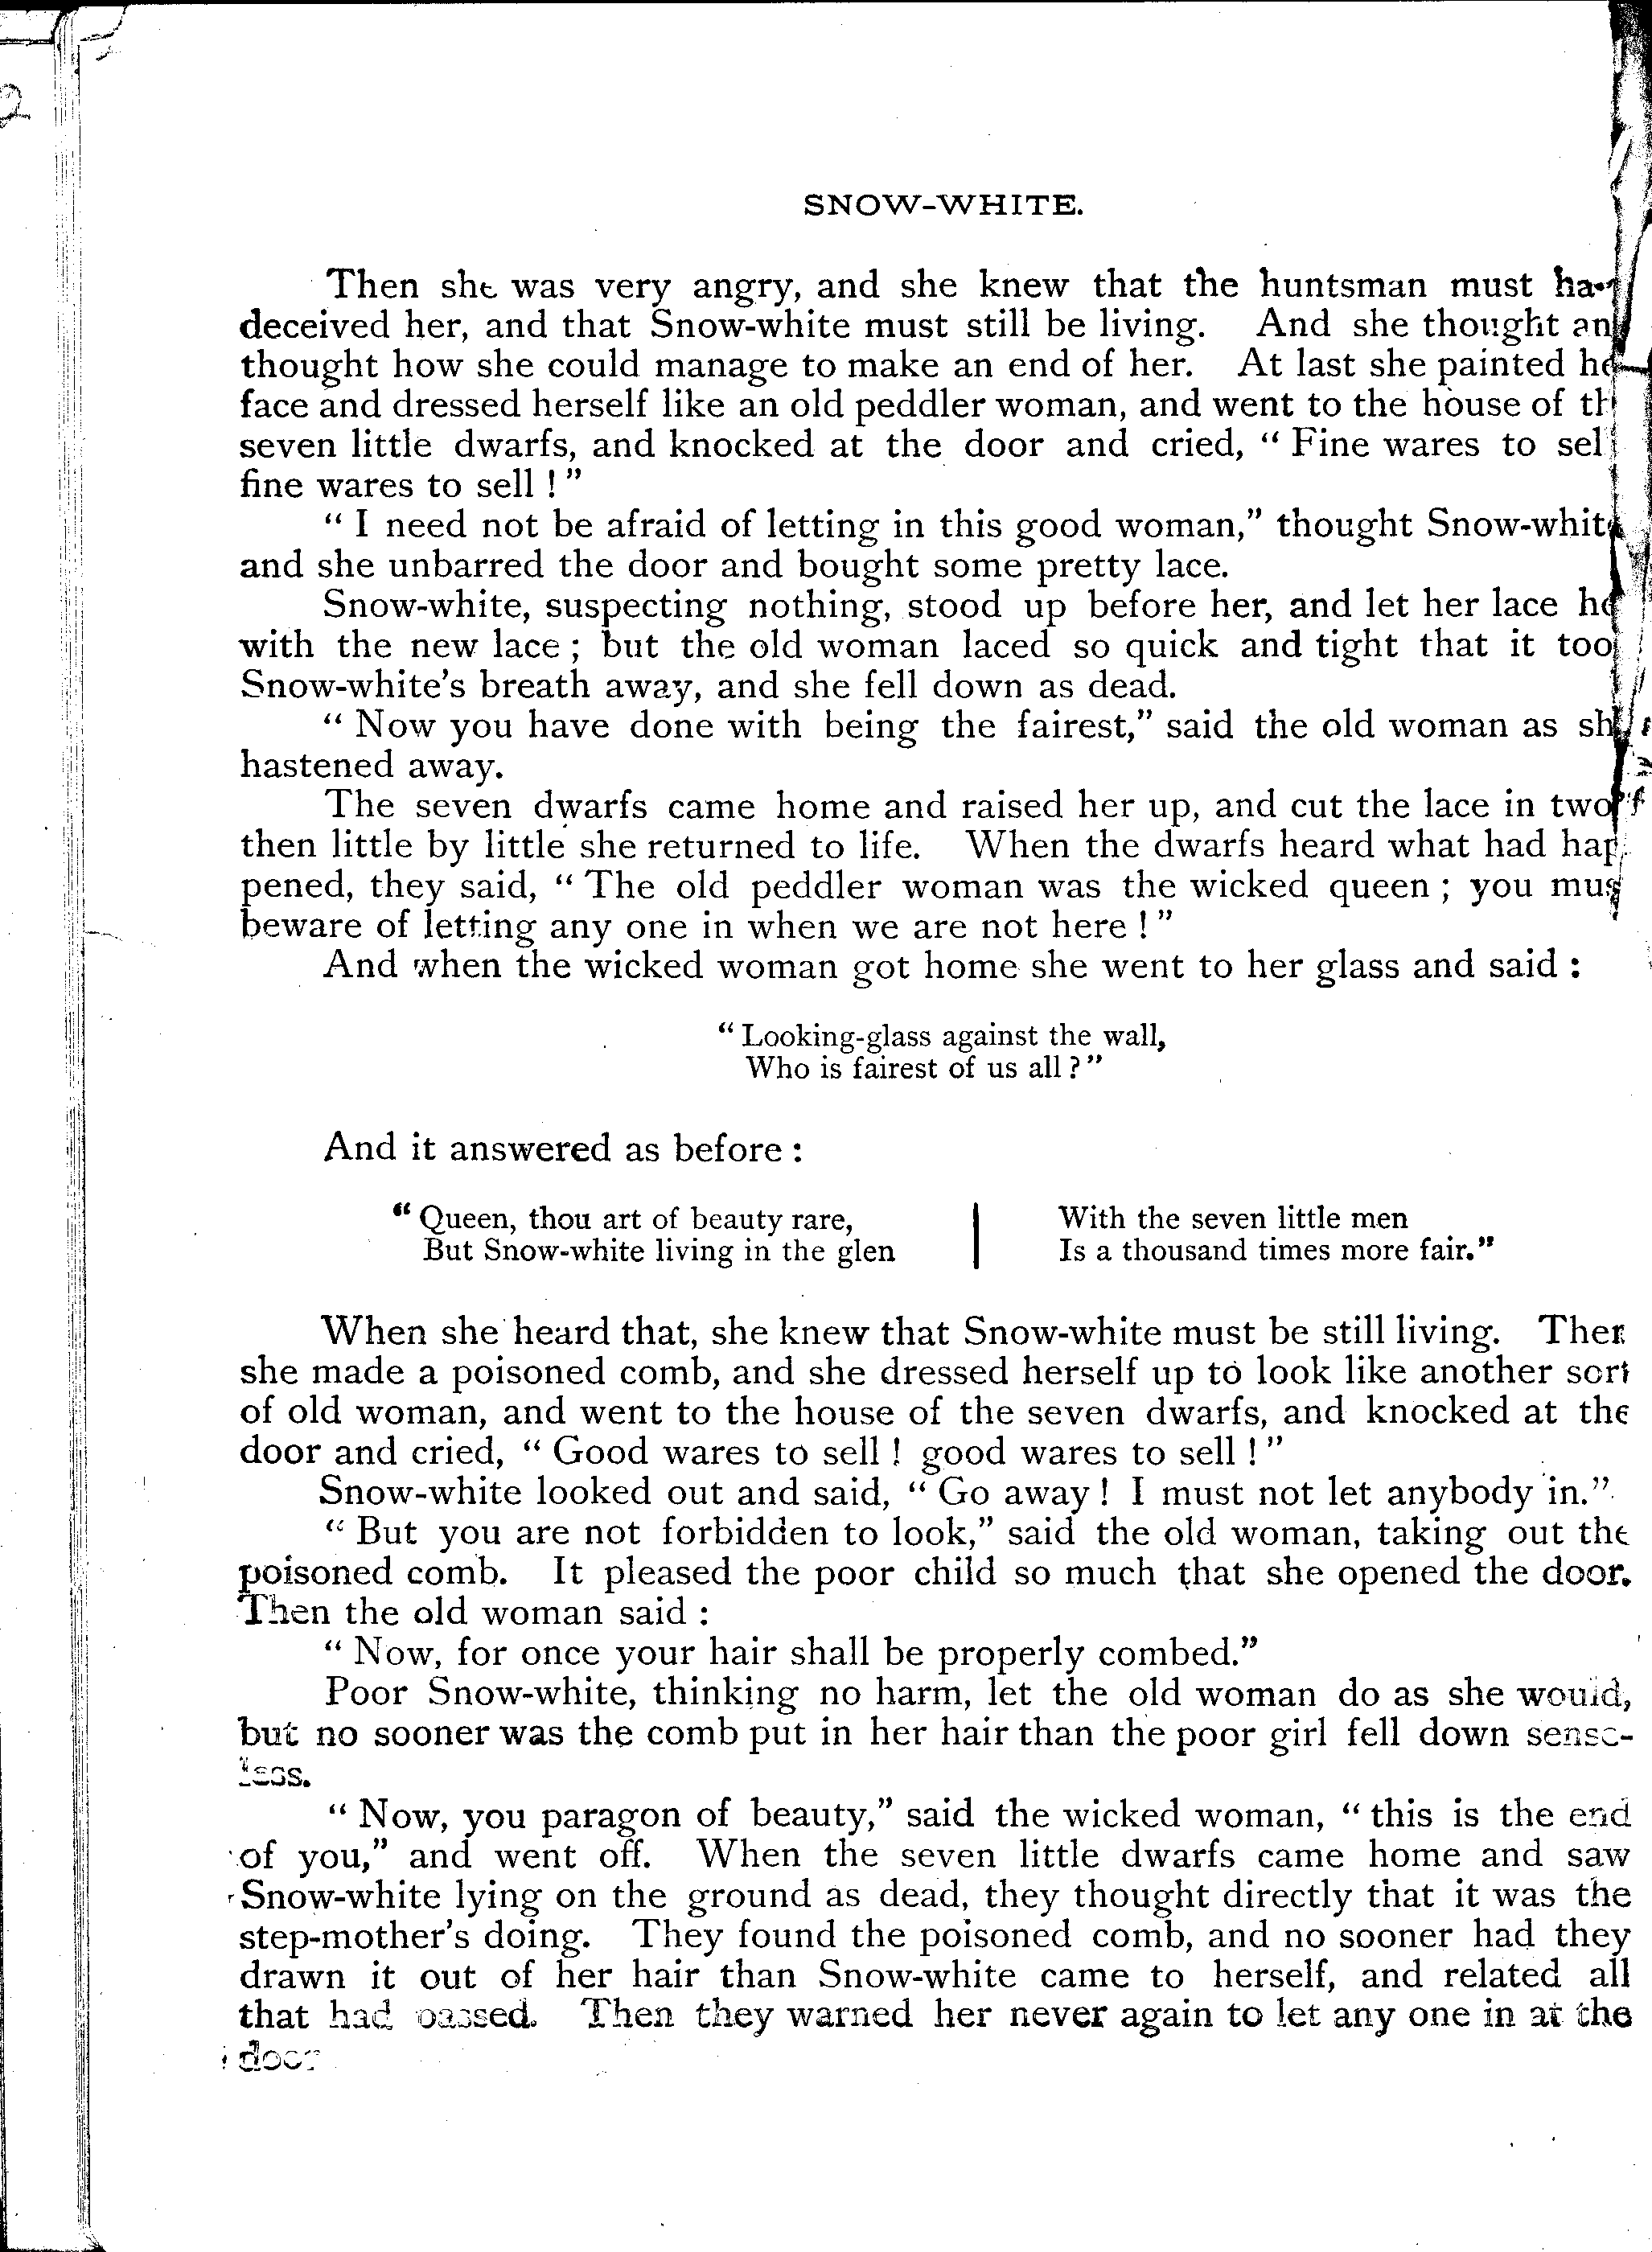 SNOW-WHITE.
Then she was very angry, and she knew that the huntsman must
deceived her, and that Snow-white must still be living. And she thought
thought how she could manage to make an end of her. At last she painted
face and dressed herself like an old peddler woman, and went to the house of
seven little dwarfs, and knocked at the door and cried, “ Fine wares to
fine wares to sell ! ”
“ I need not be afraid of letting in this good woman,” thought Snow-white
and she unbarred the door and bought some pretty lace.
Snow-white, suspecting nothing, stood up before her, and let her lace
with the new lace ; but the old woman laced so quick and tight that it
Snow-white's breath away, and she fell down as dead.
“ Now you have done with being the fairest,” said the old woman as
hastened away.
The seven dwarfs came home and raised her up, and cut the lace in two
then little by little she returned to life. When the dwarfs heard what had hap
pened, they said, “ The old peddler woman was the wicked queen ; you
beware of letting any one in when we are not here ! ”
And when the wicked woman got home she went to her glass and said :
“ Looking-glass against the wall,
Who is fairest of us all ? ”
And it answered as before :
“ Queen, thou art of beauty rare,
But Snow-white living in the glen
With the seven little men
Is a thousand times more fair.”
When she heard that, she knew that Snow-white must be still living. Then
she made a poisoned comb, and she dressed herself up to look like another sort
of old woman, and went to the house of the seven dwarfs, and knocked at the
door and cried, “ Good wares to sell ! good wares to sell ! ”
Snow-white looked out and said, “ Go away ! I must not let anybody in.”
“ But you are not forbidden to look,” said the old woman, taking out the
poisoned comb. It pleased the poor child so much that she opened the door.
Then the old woman said :
“ Now, for once your hair shall be properly combed.”
Poor Snow-white, thinking no harm, let the old woman do as she would,
but no sooner was the comb put in her hair than the poor girl fell down sense-
less.
“ Now, you paragon of beauty,” said the wicked woman, “ this is the end
of you,” and went off. When the seven little dwarfs came home and saw
Snow-white lying on the ground as dead, they thought directly that it was the
step-mother's doing. They found the poisoned comb, and no sooner had they
drawn it out of her hair than Snow-white came to herself, and related all
that had passed. Then they warned her never again to let any one in at the
door